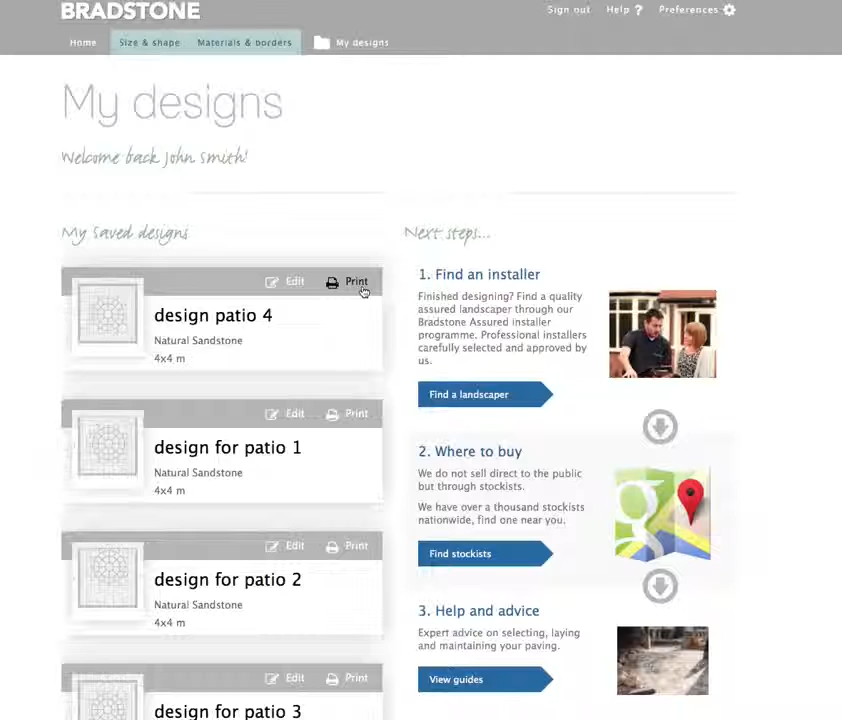 BRADSTONE
Sign out Help ? Preferences
Home Size & shape Materials & borders My designs
My designs
Welcome back John Smith!
My Saved designs
Edit Print
design patio 4
Natural Sandstone
4x4 m
Edit Print
design for patio 1
Natural Sandstone
4x4 m
Edit Print
design for patio 2
Natural Sandstone
4x4 m
Edit Print
design for patio 3
Next steps...
1. Find an installer
Finished designing? Find a quality
assured landscaper through our
Bradstone Assured installer
programme. Professional installers
carefully selected and approved by
us.
Find a landscaper
2. Where to buy
We do not sell direct to the public
but through stockists.
We have over a thousand stockists
nationwide, find one near you.
Find stockists
g
3. Help and advice
Expert advice on selecting, laying
and maintaining your paving.
View guides